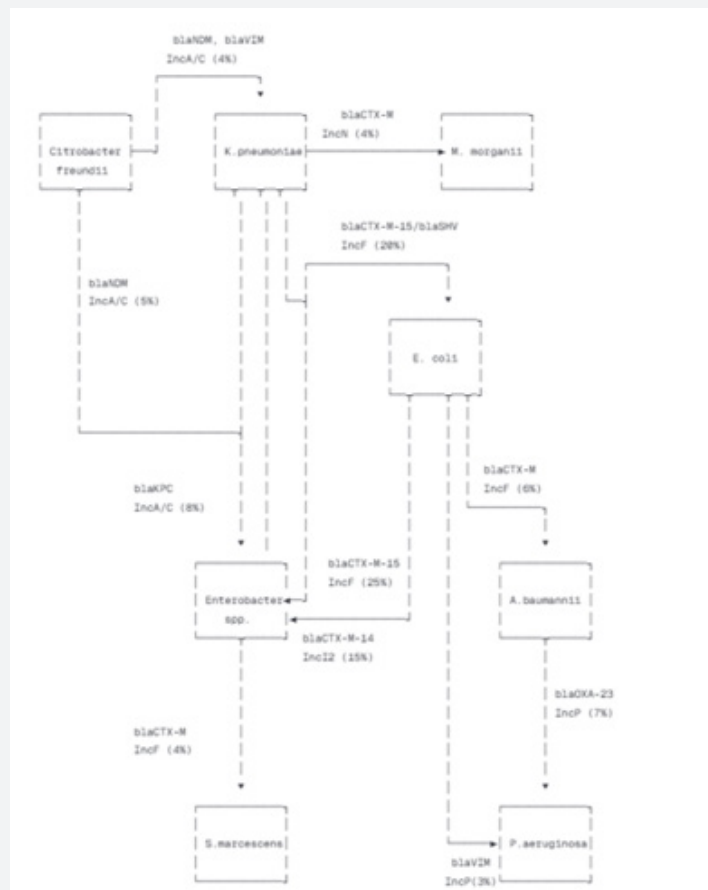 blaNDM, blaVIM
IncA/C (4%)
blaCTX-M
IncN (4%)
Citrobacter
freundii
K.pneumoniae
M. morganii
blaCTX-M-15/blaSHV
IncF (20%)
blaNDM
IncA/C (5%)
E. coli
blaCTX-M
IncF (6%)
blaKPC
IncA/C (8%)
blaCTX-M-15
IncF (25%)
Enterobacter
spp.
A.baumannii
blaCTX-M-14
IncI2 (15%)
blaOXA-23
IncP (7%)
blaCTX-M
IncF (4%)
S.marcescens
P.aeruginosa
blaVIM
IncP(3%)